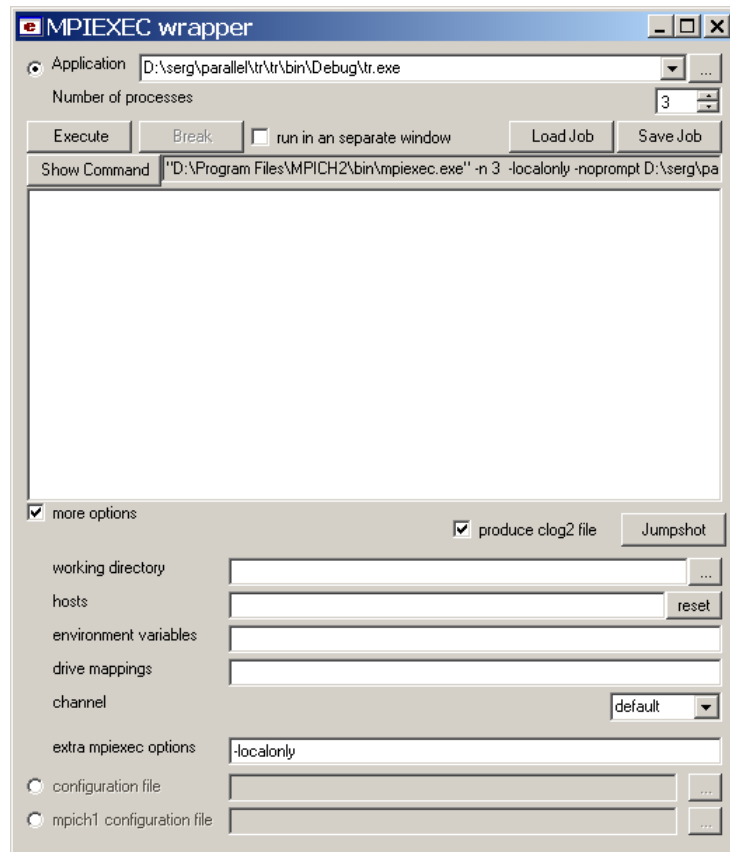 e MPIEXEC wrapper
Application D:\serg\parallel\tr\tr\bin\Debug\tr.exe ...
Number of processes 3
Execute Break run in an separate window Load Job Save Job
Show Command "D:\Program Files\MPICH2\bin\mpiexec.exe" -n 3 -localonly -noprompt D:\serg\pa
more options
produce clog2 file Jumpshot
working directory ...
hosts reset
environment variables
drive mappings
channel default
extra mpiexec options -localonly
configuration file ...
mpich1 configuration file ...